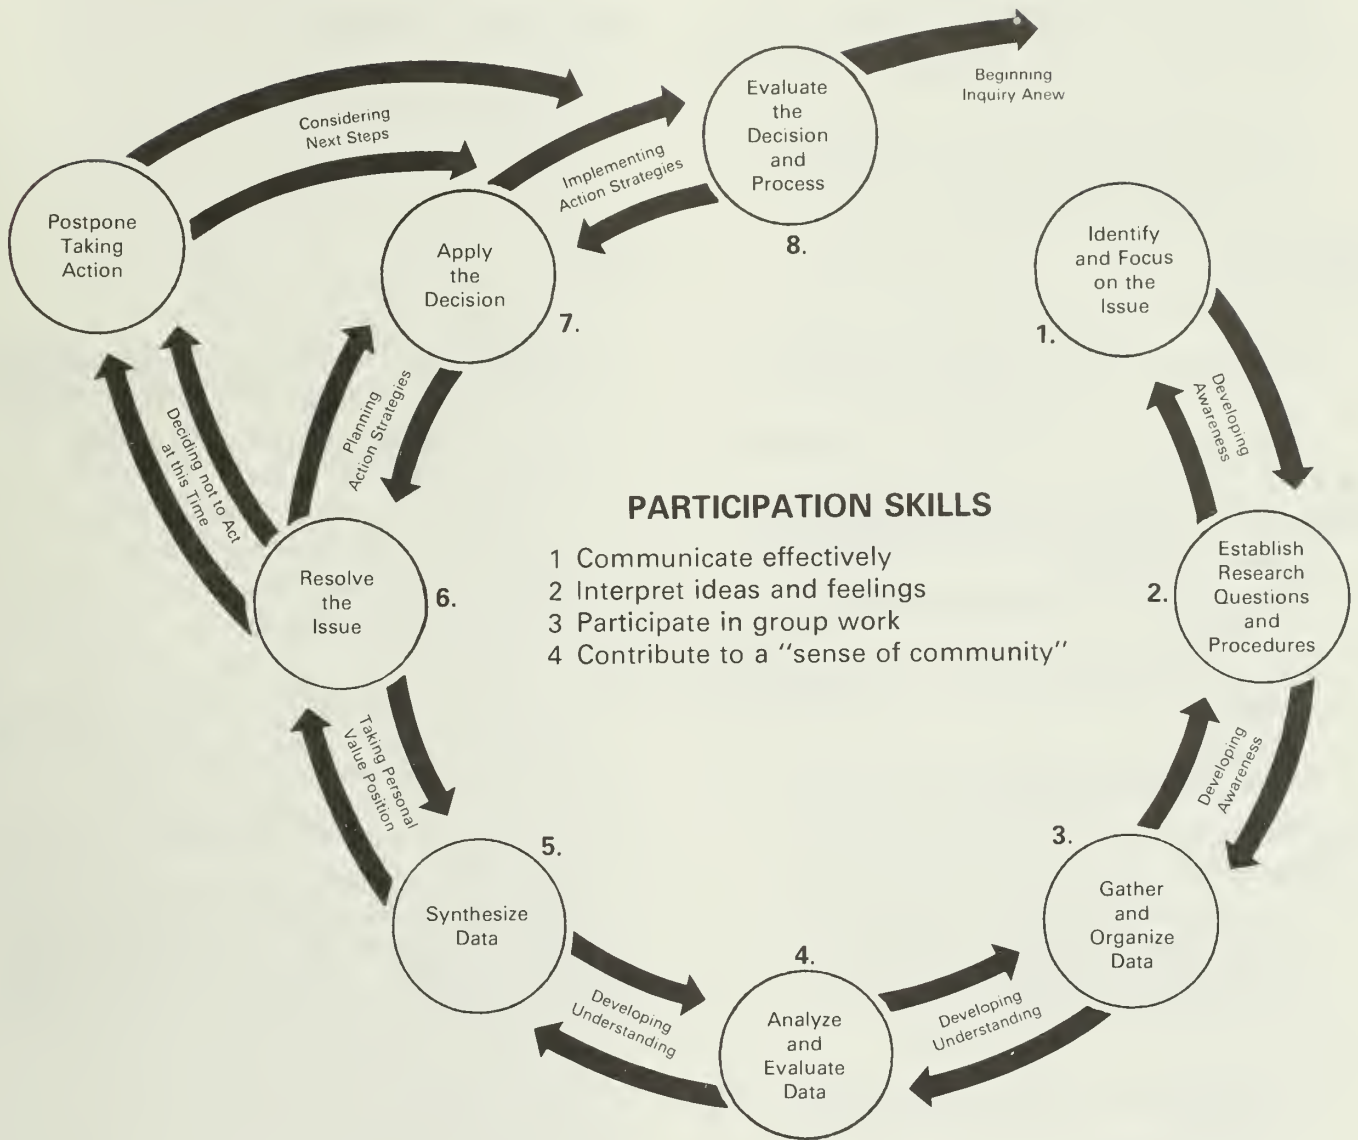 Beginning
Inquiry Anew
Evaluate
the
Decision
and
Process
8.
Considering
Next Steps
Implementing
Action Strategies
Postpone
Taking
Action
Apply
the
Decision
7.
Identify
and Focus
on the
Issue
1.
Developing
Awareness
Planning
Action Strategies
Deciding not to Act
at this Time
PARTICIPATION SKILLS
1 Communicate effectively
2 Interpret ideas and feelings
3 Participate in group work
4 Contribute to a "sense of community"
Establish
Research
Questions
and
Procedures
2.
Resolve
the
Issue
6.
Taking Personal
Value Position
Developing
Awareness
3.
Gather
and
Organize
Data
5.
Synthesize
Data
Developing
Understanding
4.
Analyze
and
Evaluate
Data
Developing
Understanding